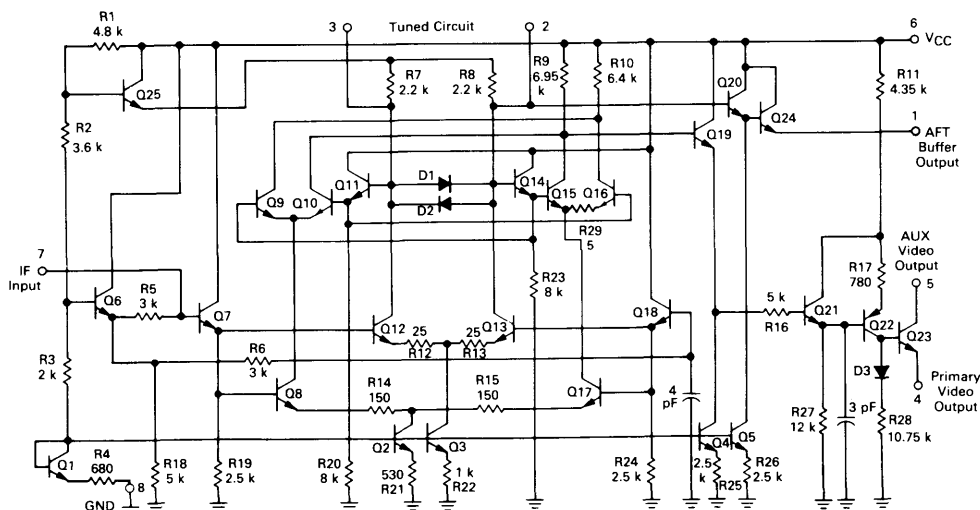 R1
4.8 k
3
Tuned Circuit
2
6
VCC
R7
2.2 k
R8
2.2 k
R9
6.95
k
R10
6.4 k
Q20
R11
4.35 k
Q25
Q24
1
AFT
Buffer
Output
R2
3.6 k
Q19
Q9
Q10
Q11
D1
D2
Q14
Q15
Q16
R29
5
7
IF
Input
AUX
Video
Output
5
R17
780
Q6
R5
3 k
Q7
R23
8 k
Q18
5 k
R16
Q21
Q22
Q23
Q12
25
R12
25
R13
Q13
R3
2 k
R6
3 k
D3
4
Primary
Video
Output
Q8
R14
150
R15
150
Q17
4
pF
3 pF
R27
12 k
R28
10.75 k
Q1
R4
680
8
GND
R18
5 k
R19
2.5 k
R20
8 k
Q2
530
R21
Q3
1 k
R22
R24
2.5 k
Q4
2.5
k
R25
Q5
R26
2.5 k